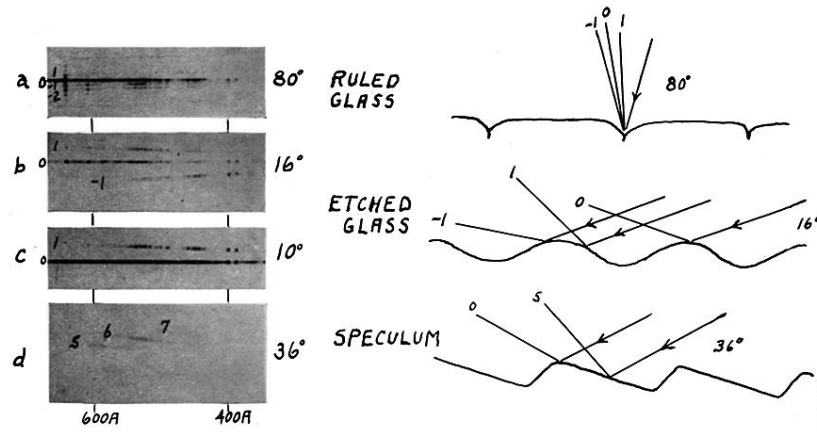 a 0 1 -2 80°
b 1 0 -1 16°
c 1 0 10°
d 5 6 7 36°
600A 400A
RULED
GLASS
-1 0 1
80°
ETCHED
GLASS
-1 1 0
16°
SPECULUM
0 5
36°